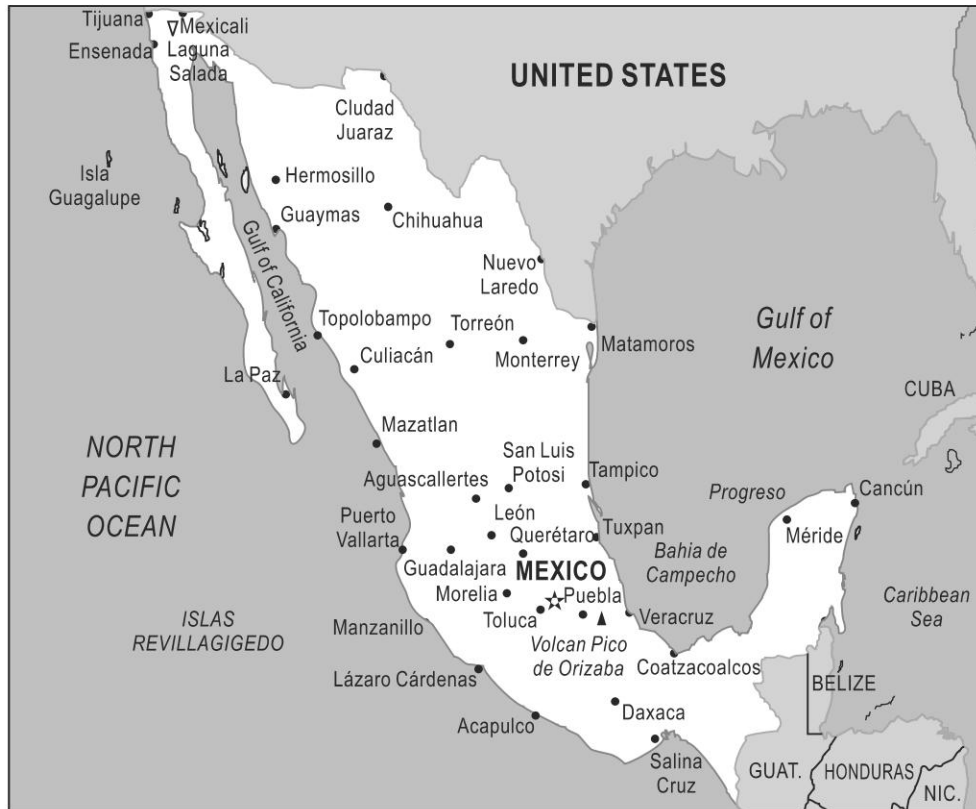 Tijuana
Mexicali
Ensenada
Laguna
Salada
UNITED STATES
Cludad
Juaraz
Isla
Guagalupe
Hermosillo
Guaymas
Chihuahua
Gulf of California
Nuevo
Laredo
Topolobampo
Torreón
Gulf of
Mexico
Culiacán
Monterrey
Matamoros
La Paz
CUBA
Mazatlan
NORTH
PACIFIC
OCEAN
San Luis
Potosi
Aguascallertes
Tampico
Progreso
Cancún
Puerto
Vallarta
León
Querétaro
Tuxpan
Méride
Bahia de
Campecho
Guadalajara
MEXICO
Morelia
Puebla
Caribbean
Sea
ISLAS
REVILLAGIGEDO
Manzanillo
Toluca
Veracruz
Volcan Pico
de Orizaba
Coatzacoalcos
Lázaro Cárdenas
BELIZE
Acapulco
Daxaca
Salina
Cruz
GUAT.
HONDURAS
NIC.